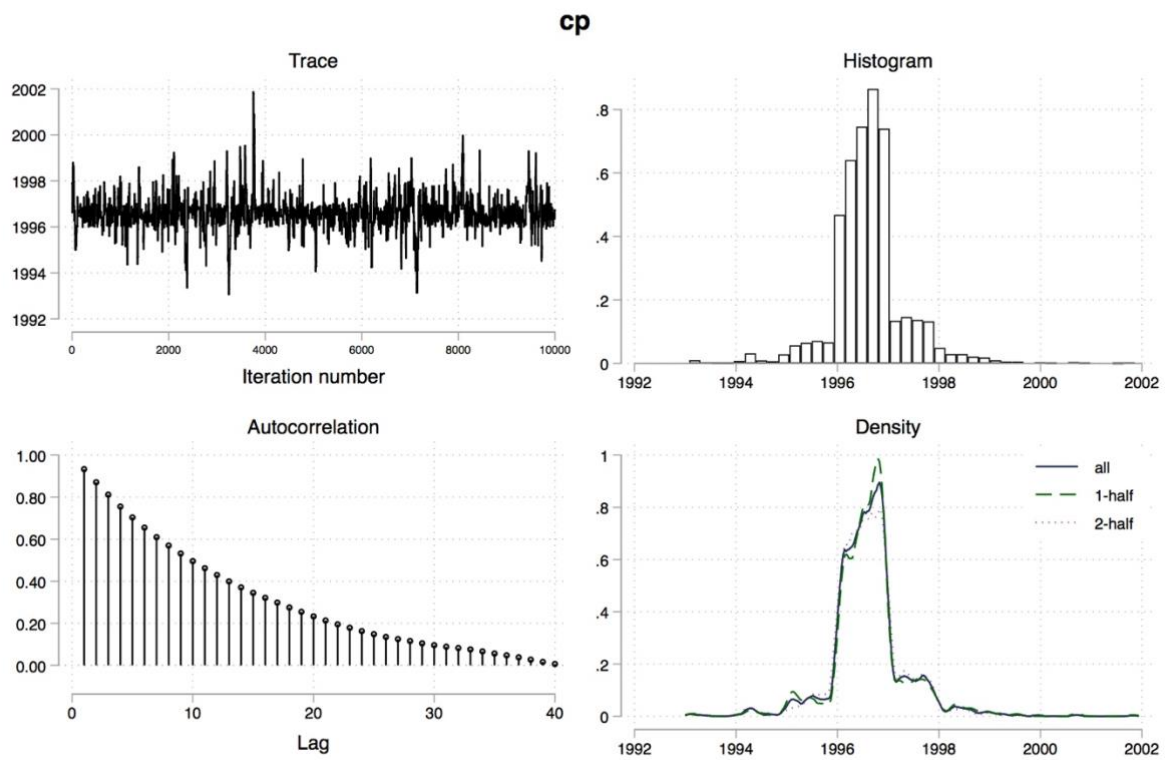 cp
Trace
2002
2000
1998
1996
1994
1992
0 2000 4000 6000 8000 10000
Iteration number
Histogram
.8
.6
.4
.2
0
1992 1994 1996 1998 2000 2002
Autocorrelation
1.00
0.80
0.60
0.40
0.20
0.00
0 10 20 30 40
Lag
Density
1
.8
.6
.4
.2
0
1992 1994 1996 1998 2000 2002
all
1-half
2-half